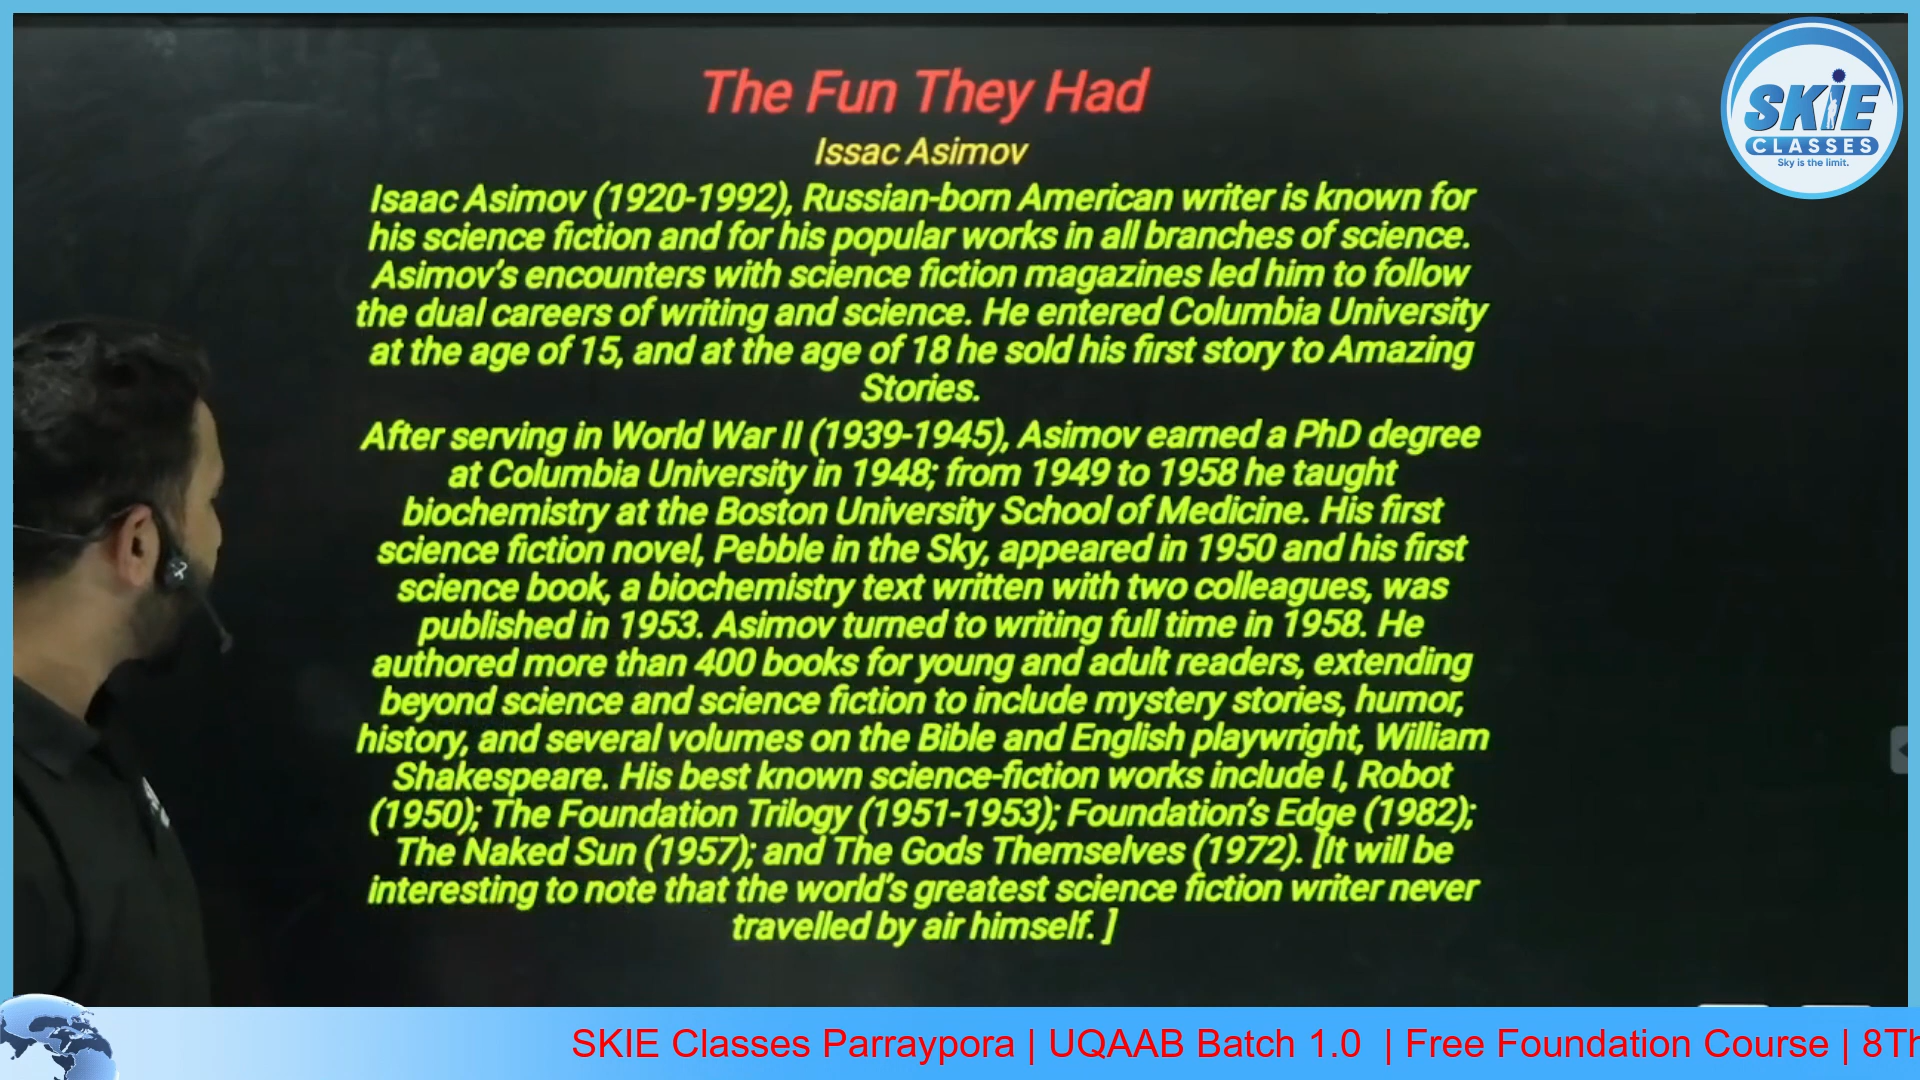 The Fun They Had
Issac Asimov
Isaac Asimov (1920-1992), Russian-born American writer is known for
his science fiction and for his popular works in all branches of science.
Asimov’s encounters with science fiction magazines led him to follow
the dual careers of writing and science. He entered Columbia University
at the age of 15, and at the age of 18 he sold his first story to Amazing
Stories.
After serving in World War II (1939-1945), Asimov earned a PhD degree
at Columbia University in 1948; from 1949 to 1958 he taught
biochemistry at the Boston University School of Medicine. His first
science fiction novel, Pebble in the Sky, appeared in 1950 and his first
science book, a biochemistry text written with two colleagues, was
published in 1953. Asimov turned to writing full time in 1958. He
authored more than 400 books for young and adult readers, extending
beyond science and science fiction to include mystery stories, humor,
history, and several volumes on the Bible and English playwright, William
Shakespeare. His best known science-fiction works include I, Robot
(1950); The Foundation Trilogy (1951-1953); Foundation’s Edge (1982);
The Naked Sun (1957); and The Gods Themselves (1972). [It will be
interesting to note that the world’s greatest science fiction writer never
travelled by air himself. ]
SKIE
CLASSES
Sky is the limit.
SKIE Classes Parraypora | UQAAB Batch 1.0 | Free Foundation Course | 8Th